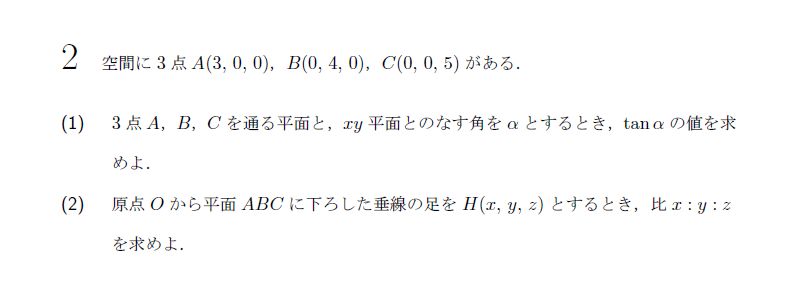 2 空間に 3 点 A(3, 0, 0)，B(0, 4, 0)，C(0, 0, 5) がある．
(1) 3 点 A，B，C を通る平面と，xy 平面とのなす角を α とするとき，tan α の値を求
めよ．
(2) 原点 O から平面 ABC に下ろした垂線の足を H(x, y, z) とするとき，比 x : y : z
を求めよ．